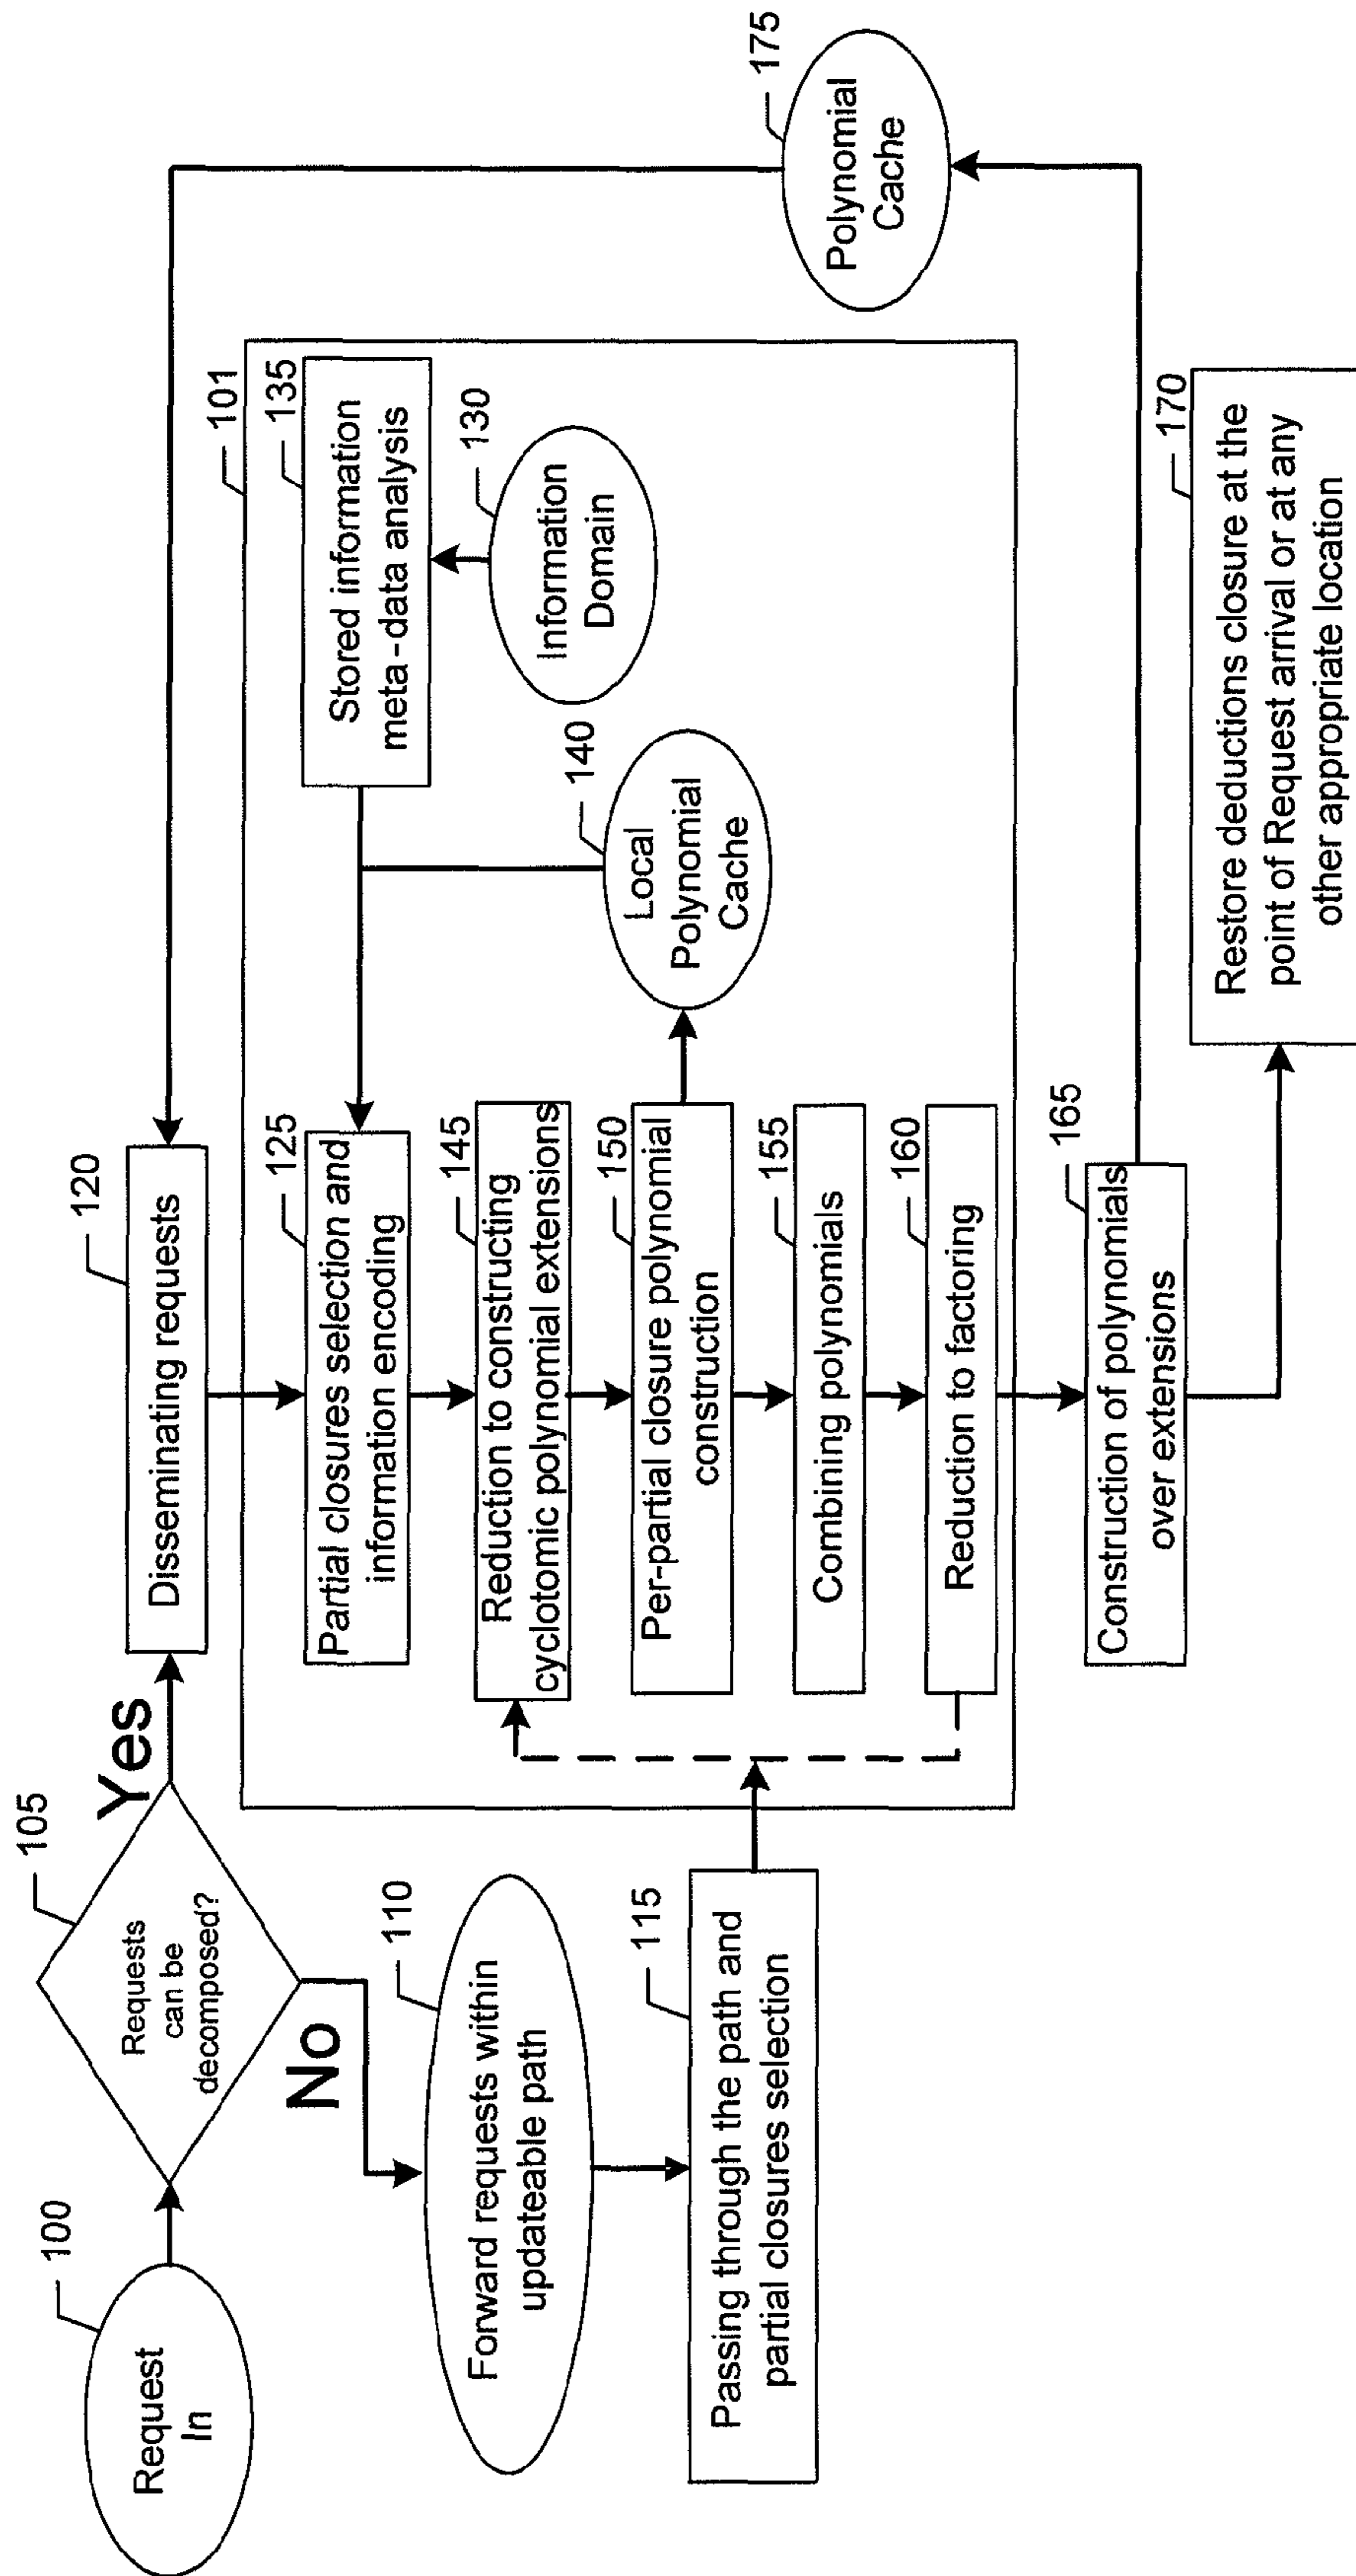 100
Request
In
105
Requests
can be
decomposed?
Yes
No
110
Forward requests within
updateable path
115
Passing through the path and
partial closures selection
120
Disseminating requests
101
125
Partial closures selection and
information encoding
135
Stored information
meta-data analysis
130
Information
Domain
140
Local
Polynomial
Cache
145
Reduction to constructing
cyclotomic polynomial extensions
150
Per-partial closure polynomial
construction
155
Combining polynomials
160
Reduction to factoring
165
Construction of polynomials
over extensions
170
Restore deductions closure at the
point of Request arrival or at any
other appropriate location
175
Polynomial
Cache